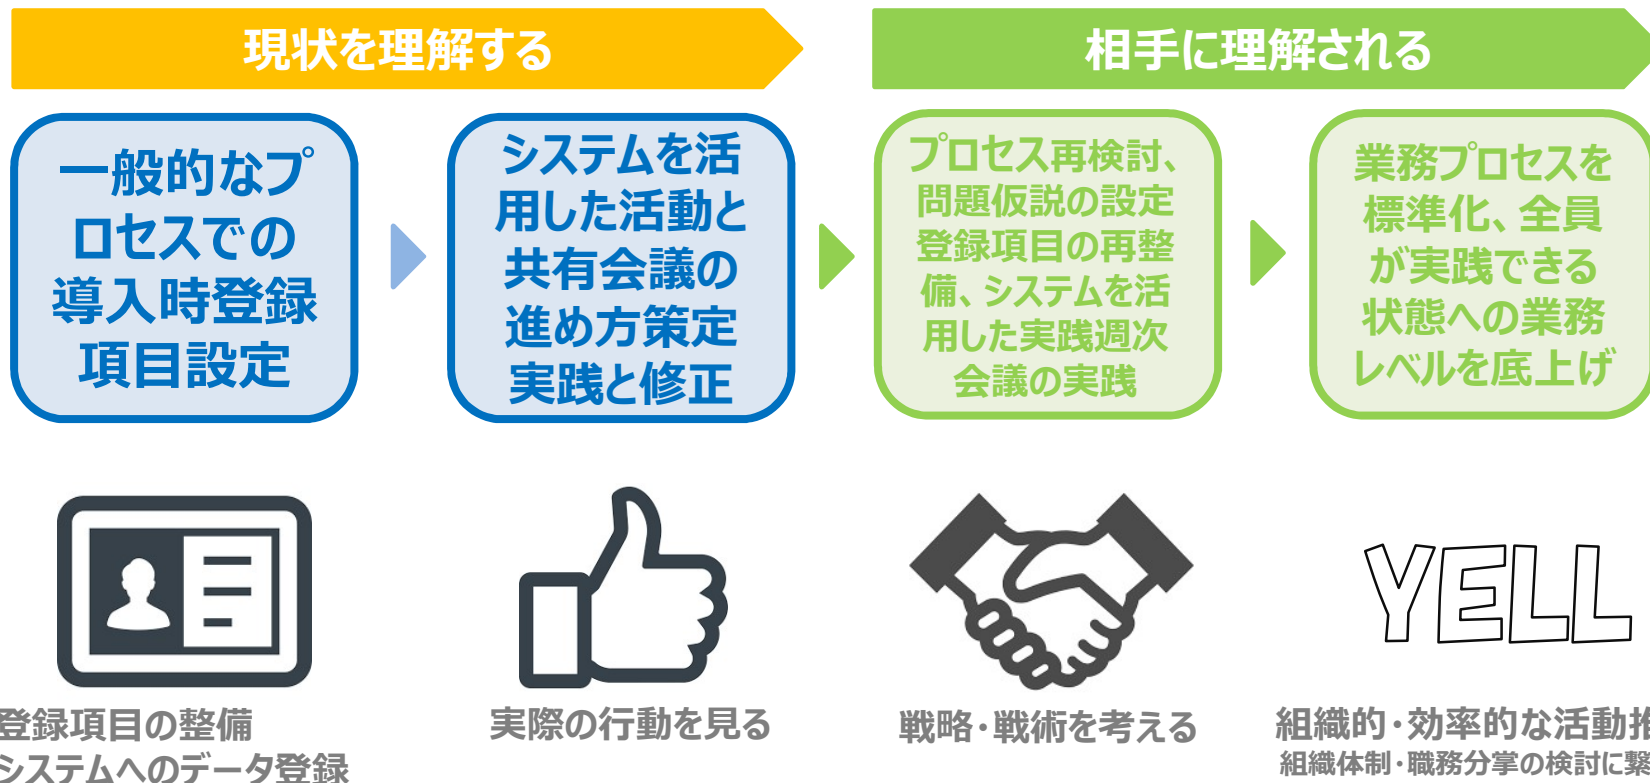 現状を理解する
相手に理解される
一般的なプ
ロセスでの
導入時登録
項目設定
システムを活
用した活動と
共有会議の
進め方策定
実践と修正
プロセス再検討、
問題仮説の設定
登録項目の再整
備、システムを活
用した実践週次
会議の実践
業務プロセスを
標準化、全員
が実践できる
状態への業務
レベルを底上げ
YELL
登録項目の整備
システムへのデータ登録
実際の行動を見る
戦略・戦術を考える
組織的・効率的な活動推
組織体制・職務分掌の検討に繋